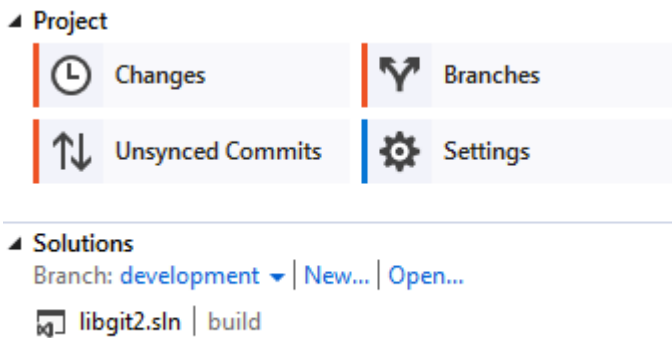 Project
Changes
Branches
Unsynced Commits
Settings
Solutions
Branch: development | New... | Open...
libgit2.sln | build